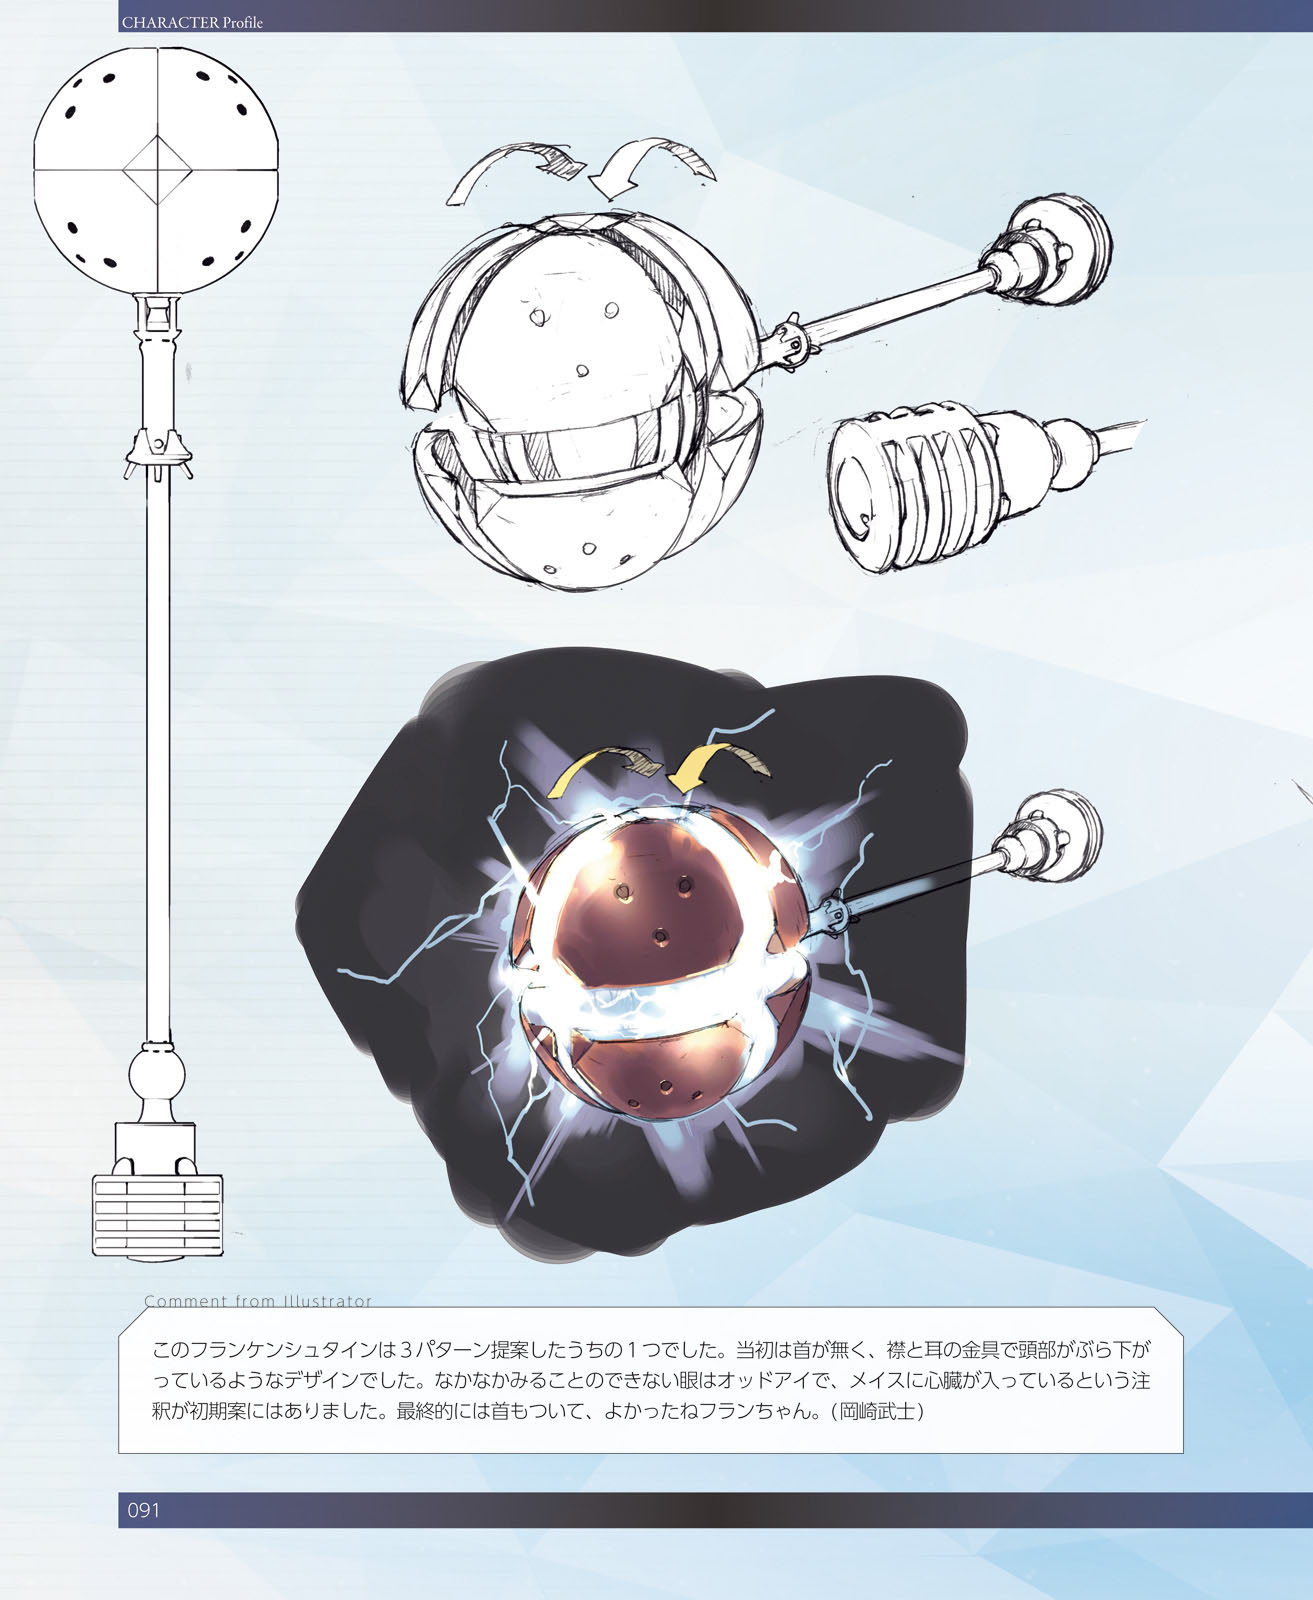 CHARACTER Profile
Comment from Illustrator
このフランケンシュタインは３パターン提案したうちの１つでした。当初は首が無く、襟と耳の金具で頭部がぶら下が
っているようなデザインでした。なかなかみることのできない眼はオッドアイで、メイスに心臓が入っているという注
釈が初期案にはありました。最終的には首もついて、よかったねフランちゃん。(岡崎武士)
091